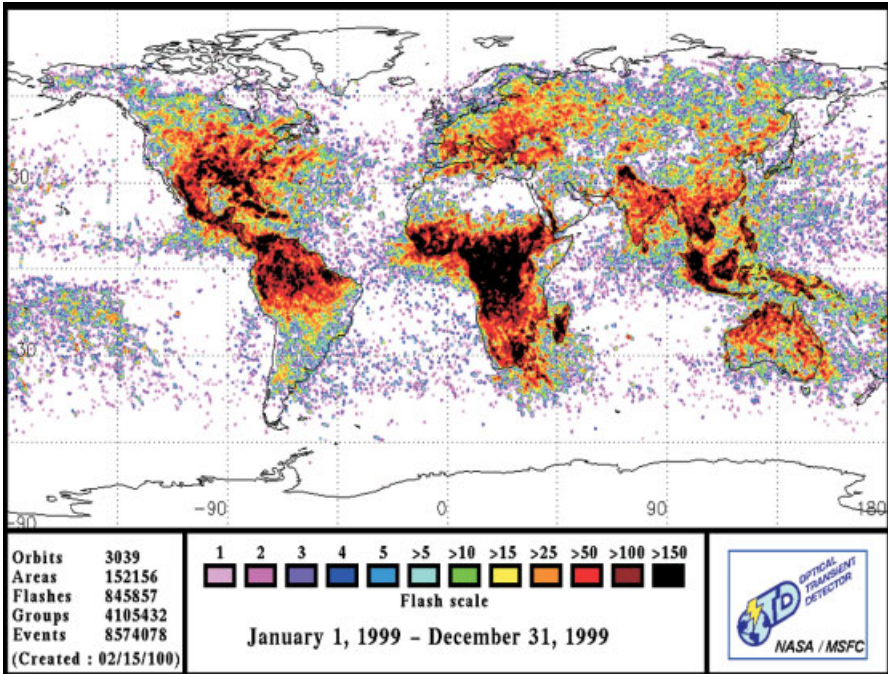 30
30
-90
-90
0
90
180
Orbits 3039
Areas 152156
Flashes 845857
Groups 4105432
Events 8574078
(Created : 02/15/100)
1 2 3 4 5 >5 >10 >15 >25 >50 >100 >150
Flash scale
January 1, 1999 – December 31, 1999
OTD
OPTICAL
TRANSIENT
DETECTOR
NASA / MSFC